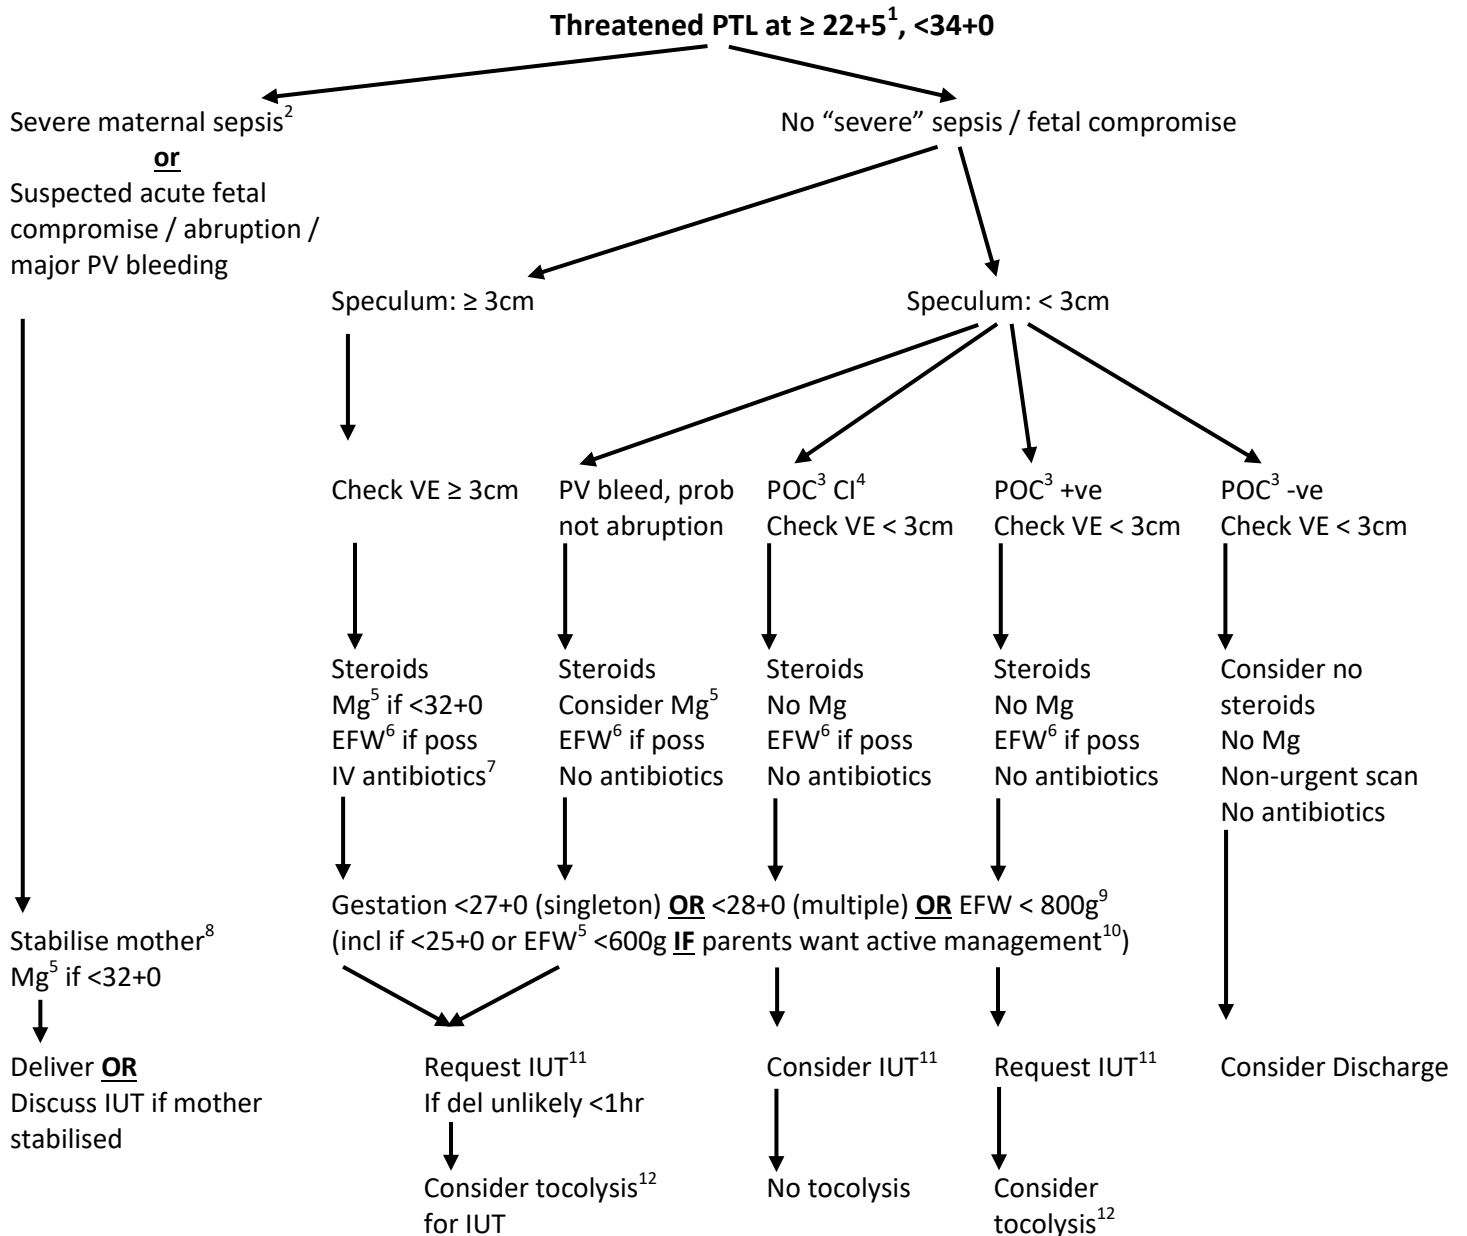 Threatened PTL at ≥ 22+5¹, <34+0
Severe maternal sepsis²
or
Suspected acute fetal
compromise / abruption /
major PV bleeding
No “severe” sepsis / fetal compromise
Speculum: ≥ 3cm
Speculum: < 3cm
Check VE ≥ 3cm
PV bleed, prob
not abruption
POC³ CI⁴
Check VE < 3cm
POC³ +ve
Check VE < 3cm
POC³ -ve
Check VE < 3cm
Steroids
Mg⁵ if <32+0
EFW⁶ if poss
IV antibiotics⁷
Steroids
Consider Mg⁵
EFW⁶ if poss
No antibiotics
Steroids
No Mg
EFW⁶ if poss
No antibiotics
Steroids
No Mg
EFW⁶ if poss
No antibiotics
Consider no
steroids
No Mg
Non-urgent scan
No antibiotics
Gestation <27+0 (singleton) OR <28+0 (multiple) OR EFW < 800g⁹
(incl if <25+0 or EFW⁵ <600g IF parents want active management¹⁰)
Stabilise mother⁸
Mg⁵ if <32+0
Deliver OR
Discuss IUT if mother
stabilised
Request IUT¹¹
If del unlikely <1hr
Consider IUT¹¹
Request IUT¹¹
Consider Discharge
Consider tocolysis¹²
for IUT
No tocolysis
Consider
tocolysis¹²